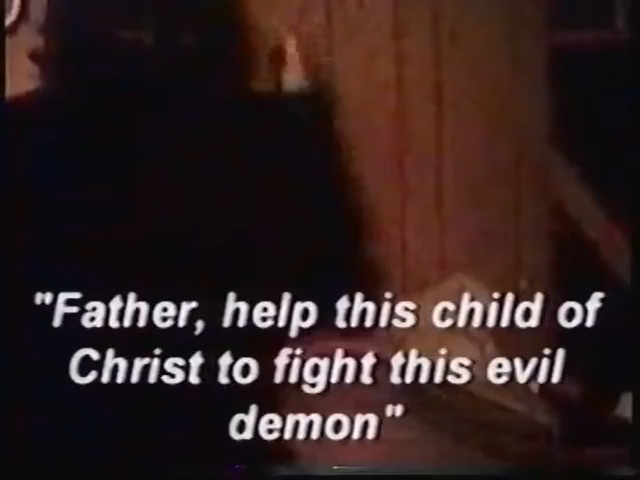 "Father, help this child of
Christ to fight this evil
demon"